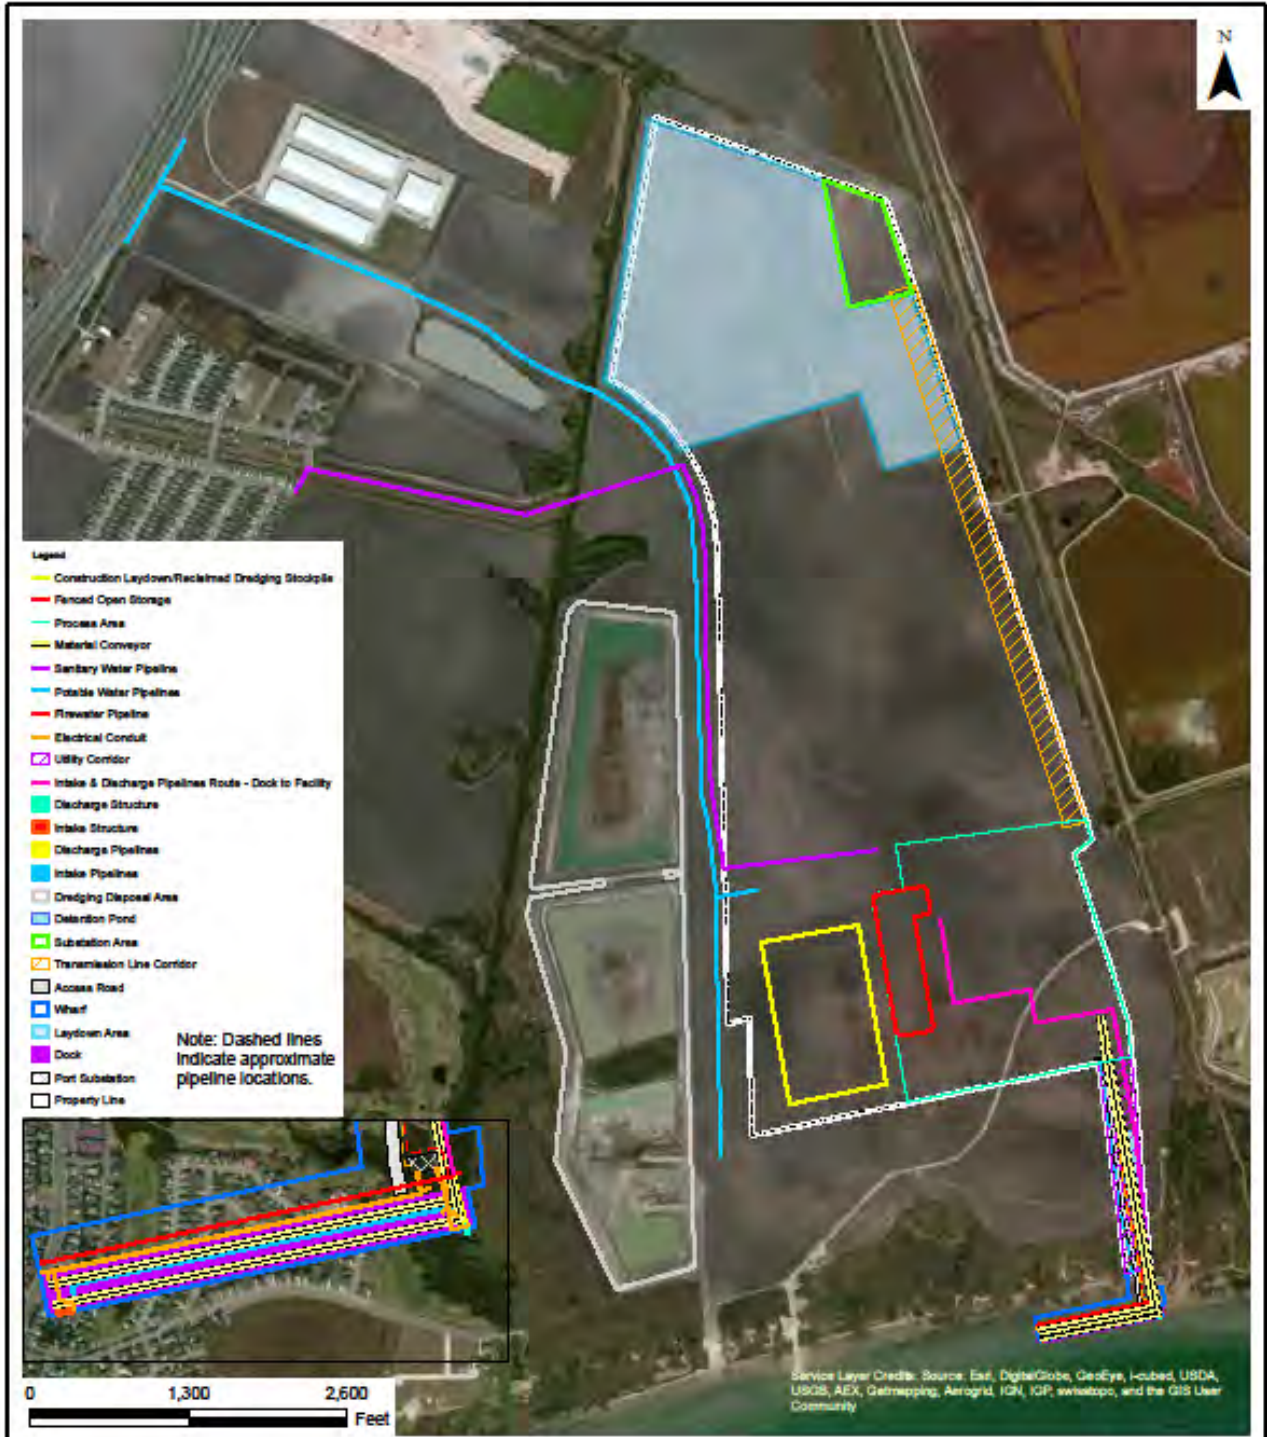 N
Legend
Construction Laydown/Reclaimed Dredging Stockpile
Fenced Open Storage
Process Area
Material Conveyor
Sanitary Water Pipeline
Potable Water Pipelines
Firewater Pipeline
Electrical Conduit
Utility Corridor
Intake & Discharge Pipelines Route - Dock to Facility
Discharge Structure
Intake Structure
Discharge Pipelines
Intake Pipelines
Dredging Disposal Area
Detention Pond
Substation Area
Transmission Line Corridor
Access Road
Wharf
Laydown Area
Dock
Port Substation
Property Line
Note: Dashed lines
indicate approximate
pipeline locations.
0 1,300 2,600
Feet
Service Layer Credits: Source: Esri, DigitalGlobe, GeoEye, i-cubed, USDA,
USGS, AEX, Getmapping, Aerogrid, IGN, IGP, swisstopo, and the GIS User
Community